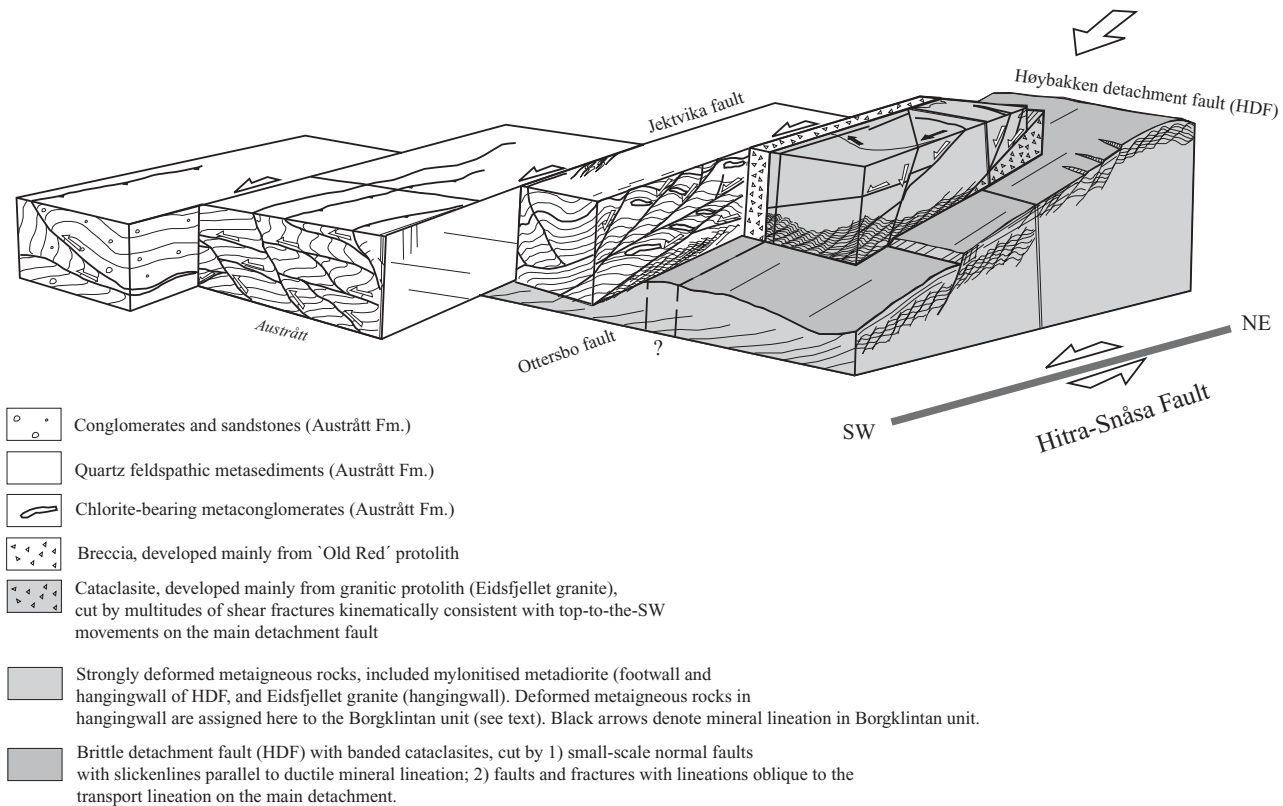 Høybakken detachment fault (HDF)
Jektvika fault
Austrått
Ottersbo fault
?
NE
SW
Hitra-Snåsa Fault
Conglomerates and sandstones (Austrått Fm.)
Quartz feldspathic metasediments (Austrått Fm.)
Chlorite-bearing metaconglomerates (Austrått Fm.)
Breccia, developed mainly from `Old Red´ protolith
Cataclasite, developed mainly from granitic protolith (Eidsfjellet granite),
cut by multitudes of shear fractures kinematically consistent with top-to-the-SW
movements on the main detachment fault
Strongly deformed metaigneous rocks, included mylonitised metadiorite (footwall and
hangingwall of HDF, and Eidsfjellet granite (hangingwall). Deformed metaigneous rocks in
hangingwall are assigned here to the Borgklintan unit (see text). Black arrows denote mineral lineation in Borgklintan unit.
Brittle detachment fault (HDF) with banded cataclasites, cut by 1) small-scale normal faults
with slickenlines parallel to ductile mineral lineation; 2) faults and fractures with lineations oblique to the
transport lineation on the main detachment.